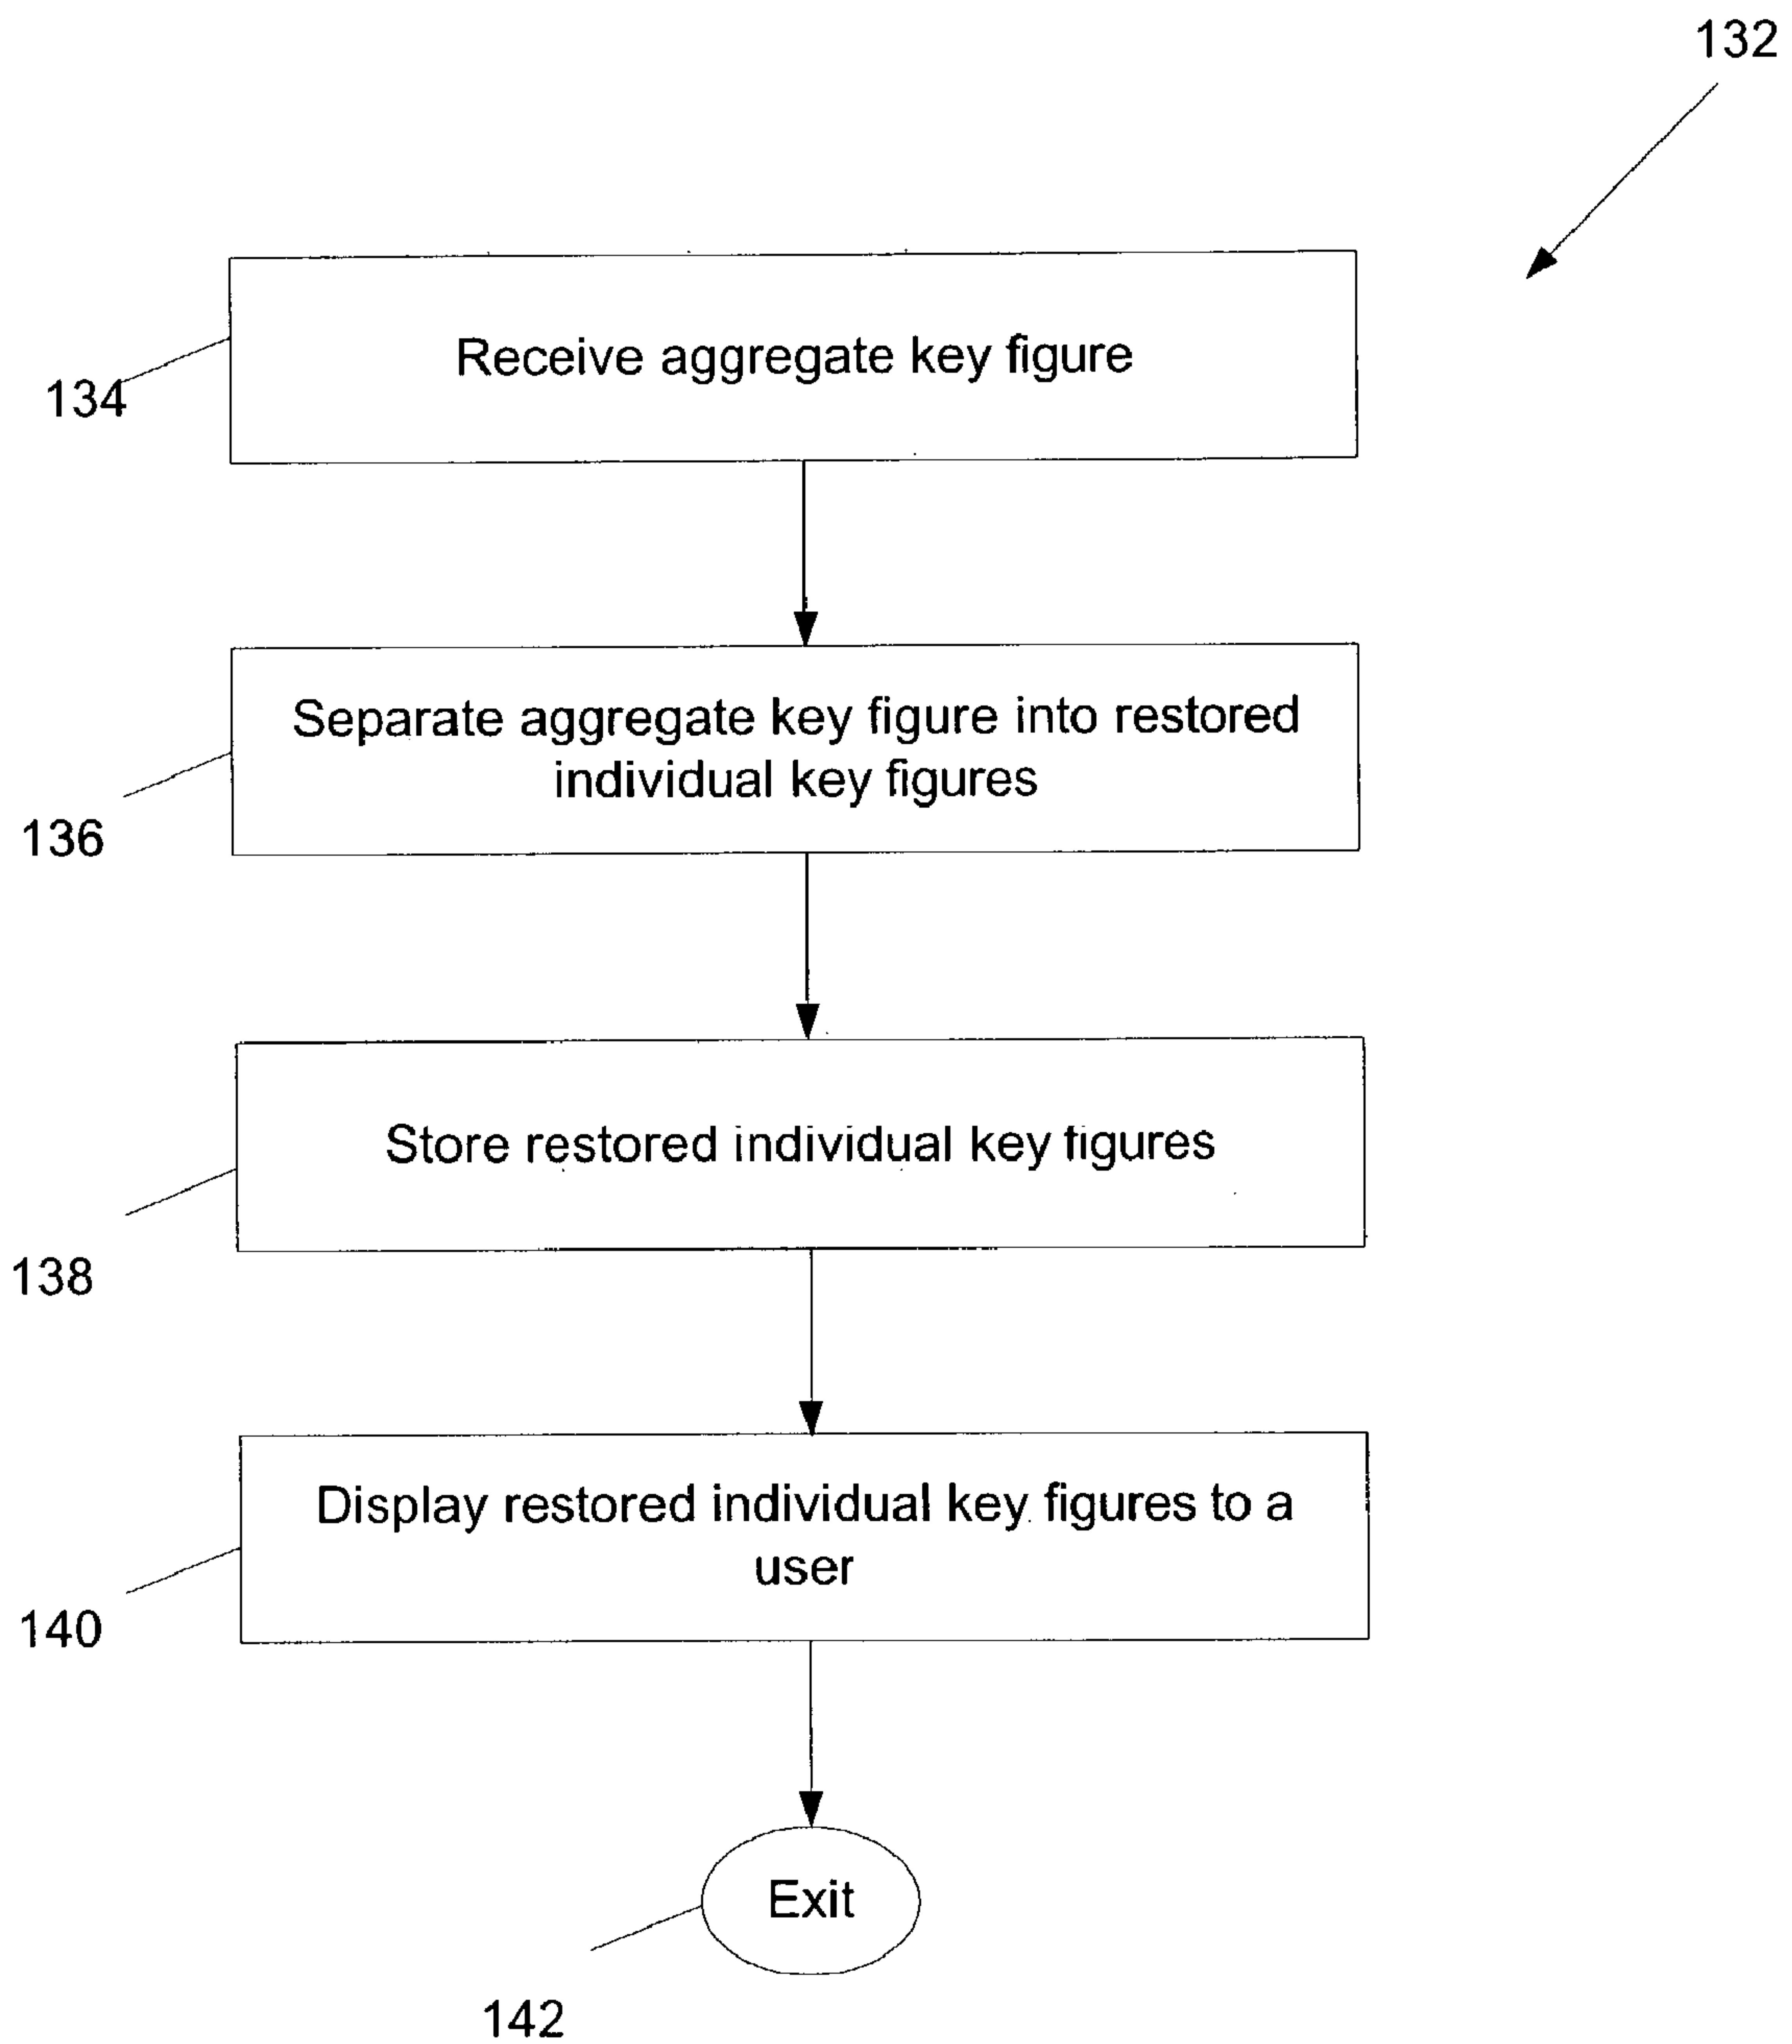 132
Receive aggregate key figure
134
Separate aggregate key figure into restored
individual key figures
136
Store restored individual key figures
138
Display restored individual key figures to a
user
140
Exit
142